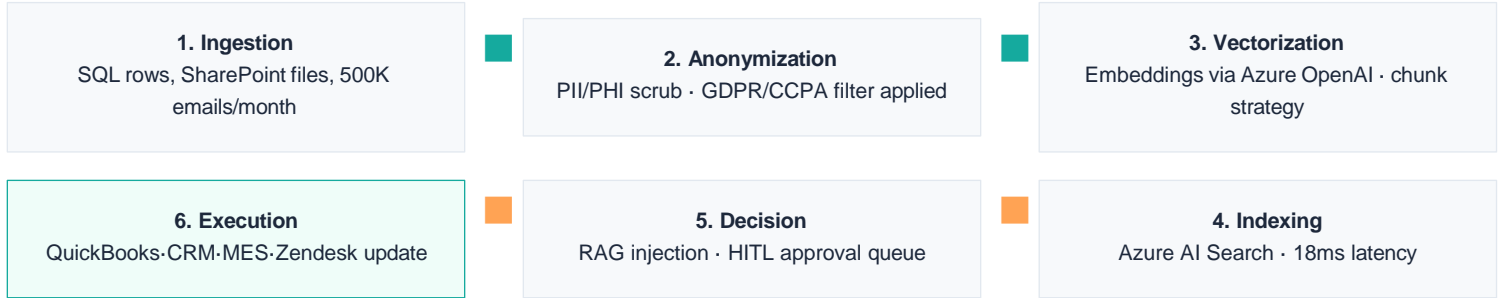 1. Ingestion
SQL rows, SharePoint files, 500K
emails/month
2. Anonymization
PII/PHI scrub · GDPR/CCPA filter applied
3. Vectorization
Embeddings via Azure OpenAI · chunk
strategy
6. Execution
QuickBooks·CRM·MES·Zendesk update
5. Decision
RAG injection · HITL approval queue
4. Indexing
Azure AI Search · 18ms latency